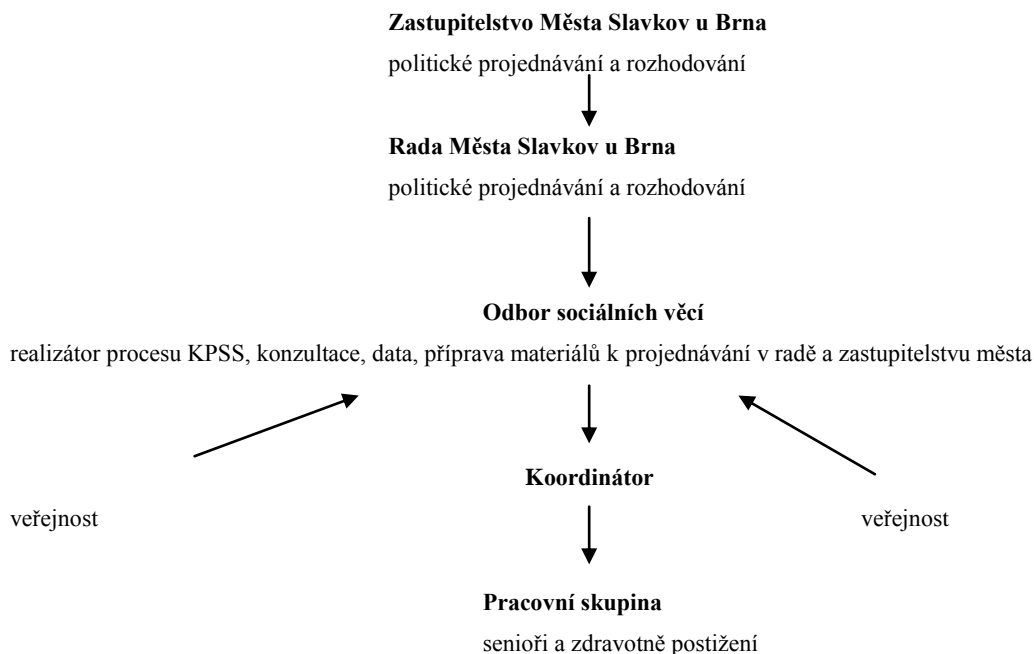 Zastupitelstvo Města Slavkov u Brna
politické projednávání a rozhodování
Rada Města Slavkov u Brna
politické projednávání a rozhodování
Odbor sociálních věcí
realizátor procesu KPSS, konzultace, data, příprava materiálů k projednávání v radě a zastupitelstvu města
Koordinátor
veřejnost veřejnost
Pracovní skupina
senioři a zdravotně postižení